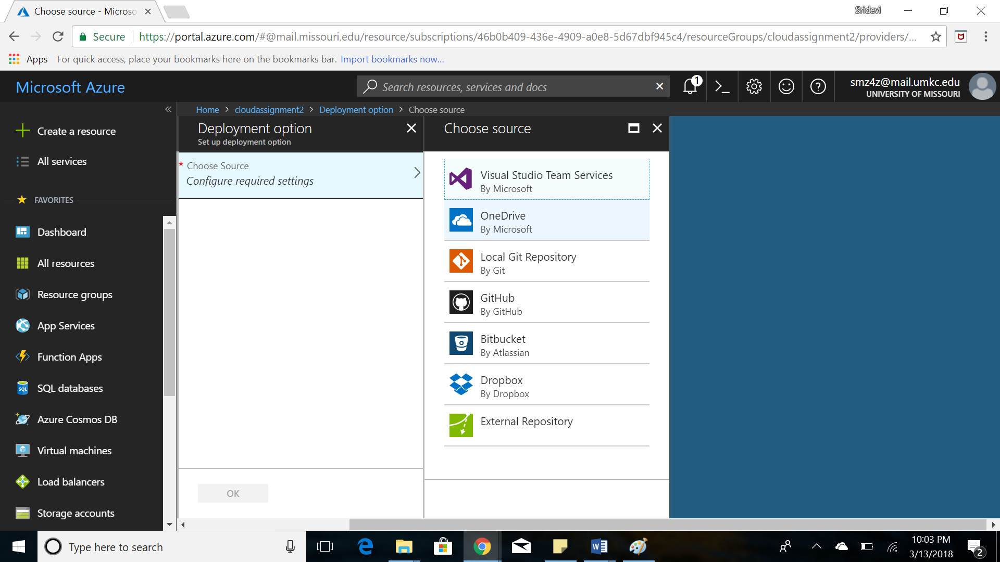 Choose source - Microso
Sridevi
Secure
https://portal.azure.com/#@mail.missouri.edu/resource/subscriptions/46b0b409-436e-4909-a0e8-5d67dbf945c4/resourceGroups/cloudassignment2/providers/...
Apps
For quick access, place your bookmarks here on the bookmarks bar. Import bookmarks now...
Microsoft Azure
Search resources, services and docs
1
smz4z@mail.umkc.edu
UNIVERSITY OF MISSOURI
Home > cloudassignment2 > Deployment option > Choose source
Create a resource
All services
FAVORITES
Dashboard
All resources
Resource groups
App Services
Function Apps
SQL databases
Azure Cosmos DB
Virtual machines
Load balancers
Storage accounts
Deployment option
Set up deployment option
* Choose Source
Configure required settings
OK
Choose source
Visual Studio Team Services
By Microsoft
OneDrive
By Microsoft
Local Git Repository
By Git
GitHub
By GitHub
Bitbucket
By Atlassian
Dropbox
By Dropbox
External Repository
Type here to search
10:03 PM
3/13/2018
2